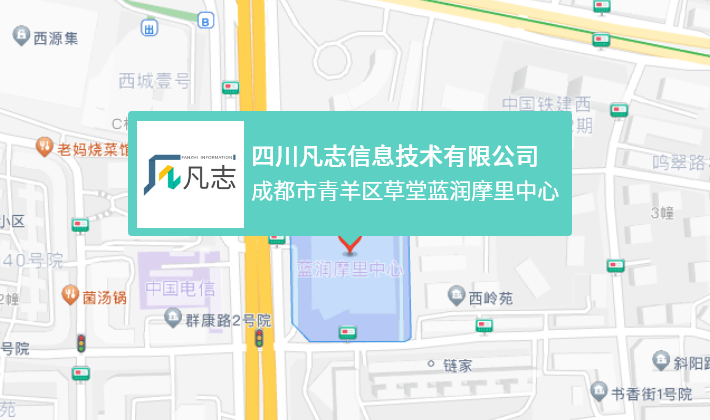 西源集
出
B
西城壹号
中国铁建西
2期
C
老妈烧菜馆
FANZHI INFORMATION
凡志
四川凡志信息技术有限公司
成都市青羊区草堂蓝润摩里中心
鸣翠路
3幢
小区
40号院
蓝润摩里中心
中国电信
2幢
菌汤锅
西岭苑
群康路2号院
号院
链家
斜阳路
书香街1号院
苑